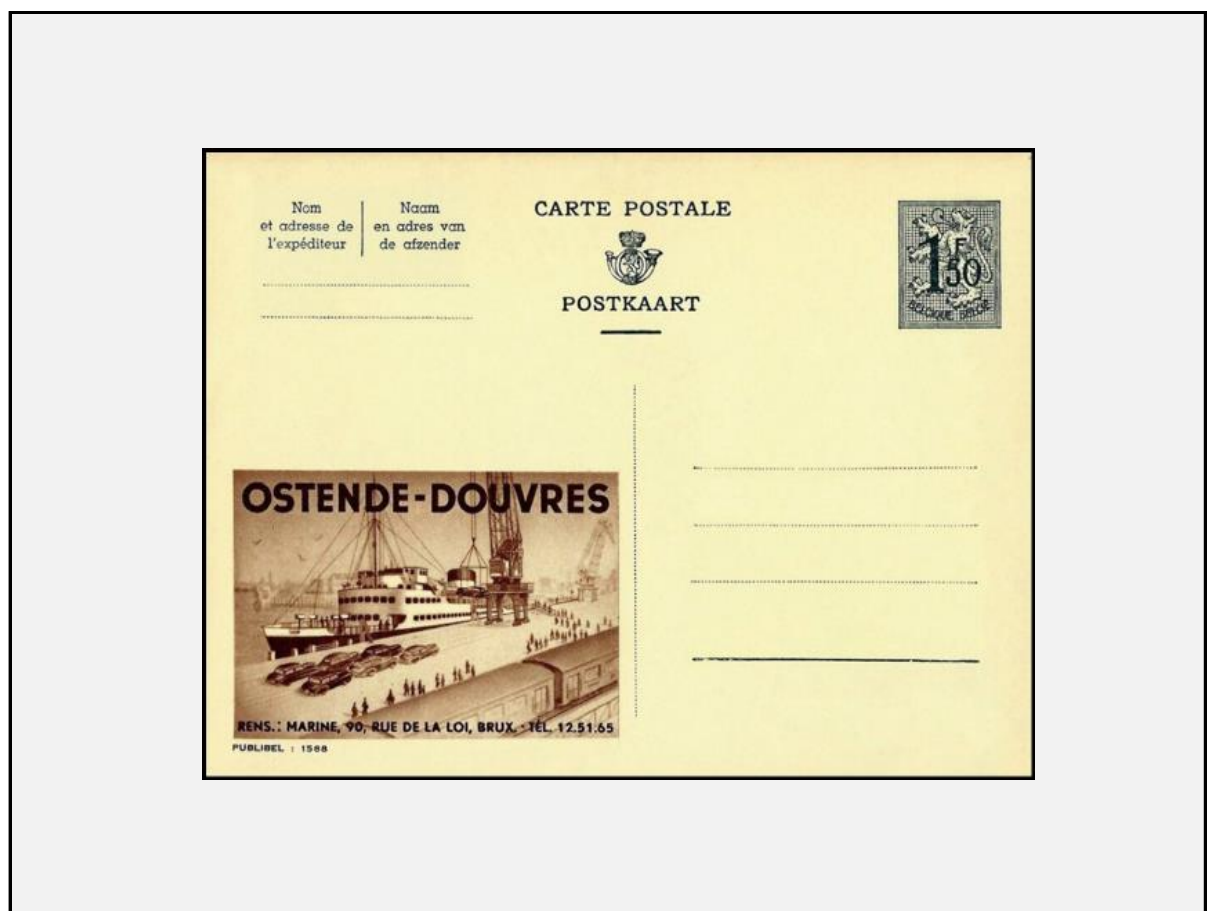 Nom
et adresse de
l'expéditeur
Naam
en adres van
de afzender
CARTE POSTALE
POSTKAART
1F50
BELGIQUE BELGIE
OSTENDE-DOUVRES
RENS.: MARINE, 90, RUE DE LA LOI, BRUX. · TÉL. 12.51.65
PUBLIBEL : 1588